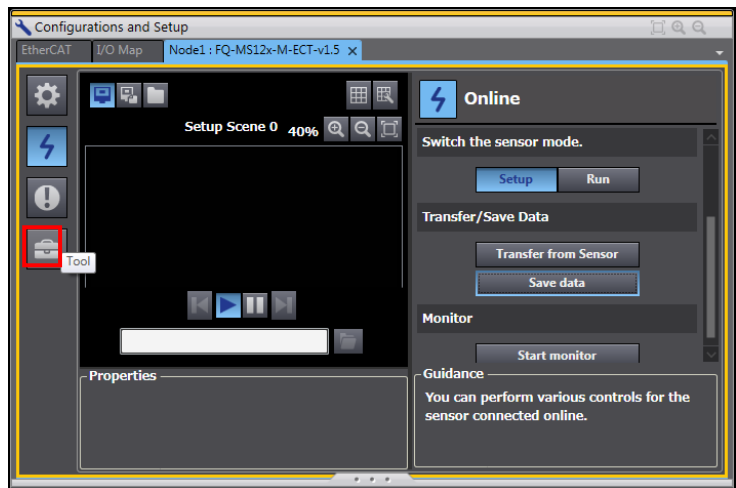 Configurations and Setup
EtherCAT
I/O Map
Node1 : FQ-MS12x-M-ECT-v1.5 x
Setup Scene 0
40%
Tool
Properties
Online
Switch the sensor mode.
Setup
Run
Transfer/Save Data
Transfer from Sensor
Save data
Monitor
Start monitor
Guidance
You can perform various controls for the
sensor connected online.